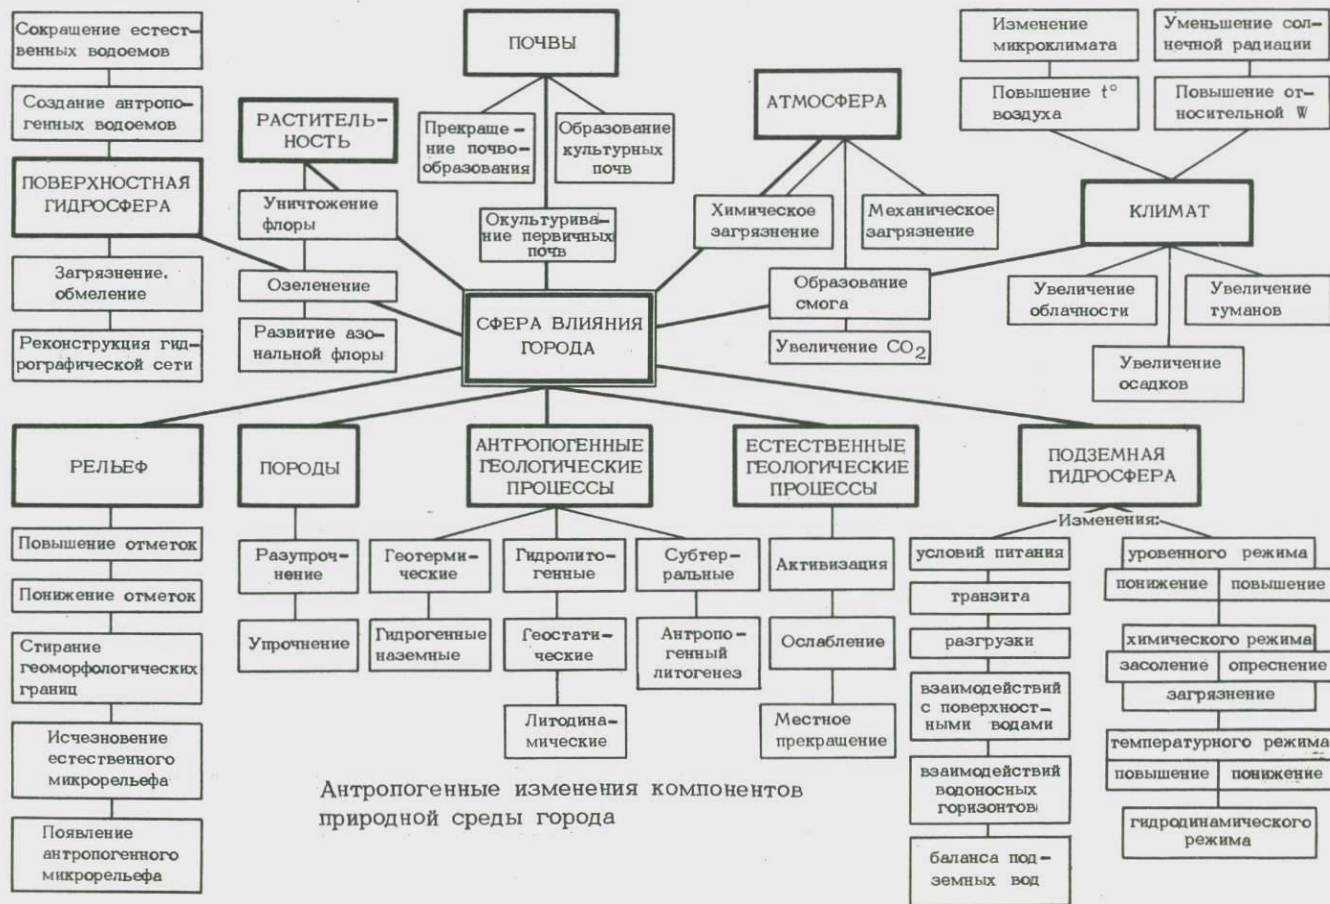 Сокращение естест-
венных водоемов
Создание антропо-
генных водоемов
ПОВЕРХНОСТНАЯ
ГИДРОСФЕРА
Загрязнение,
обмеление
Реконструкция гид-
рографической сети
РАСТИТЕЛЬ-
НОСТЬ
Уничтожение
флоры
Озеленение
Развитие азо-
нальной флоры
ПОЧВЫ
Прекраще-
ние почво-
образования
Образование
культурных
почв
Окультурива-
ние первичных
почв
АТМОСФЕРА
Химическое
загрязнение
Механическое
загрязнение
Образование
смога
Увеличение CO₂
Изменение
микроклимата
Уменьшение сол-
нечной радиации
Повышение t°
воздуха
Повышение от-
носительной W
КЛИМАТ
Увеличение
облачности
Увеличение
туманов
Увеличение
осадков
СФЕРА ВЛИЯНИЯ
ГОРОДА
РЕЛЬЕФ
Повышение отметок
Понижение отметок
Стирание
геоморфологических
границ
Исчезновение
естественного
микрорельефа
Появление
антропогенного
микрорельефа
ПОРОДЫ
Разупроч-
нение
Упрочнение
АНТРОПОГЕННЫЕ
ГЕОЛОГИЧЕСКИЕ
ПРОЦЕССЫ
Геотерми-
ческие
Гидрогенные
наземные
Гидролито-
генные
Геостати-
ческие
Литодина-
мические
Субтер-
ральные
Антропо-
генный
литогенез
ЕСТЕСТВЕННЫЕ
ГЕОЛОГИЧЕСКИЕ
ПРОЦЕССЫ
Активизация
Ослабление
Местное
прекращение
ПОДЗЕМНАЯ
ГИДРОСФЕРА
Изменения:
условий питания
транзита
разгрузки
взаимодействий
с поверхност-
ными водами
взаимодействий
водоносных
горизонтов
баланса под-
земных вод
уровенного режима
понижение повышение
химического режима
засоление опреснение
загрязнение
температурного режима
повышение понижение
гидродинамического
режима
Антропогенные изменения компонентов
природной среды города